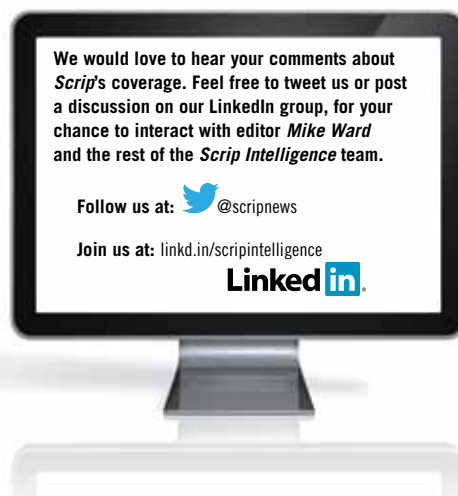 We would love to hear your comments about
Scrip's coverage. Feel free to tweet us or post
a discussion on our LinkedIn group, for your
chance to interact with editor Mike Ward
and the rest of the Scrip Intelligence team.
Follow us at: @scripnews
Join us at: linkd.in/scripintelligence
Linked in.